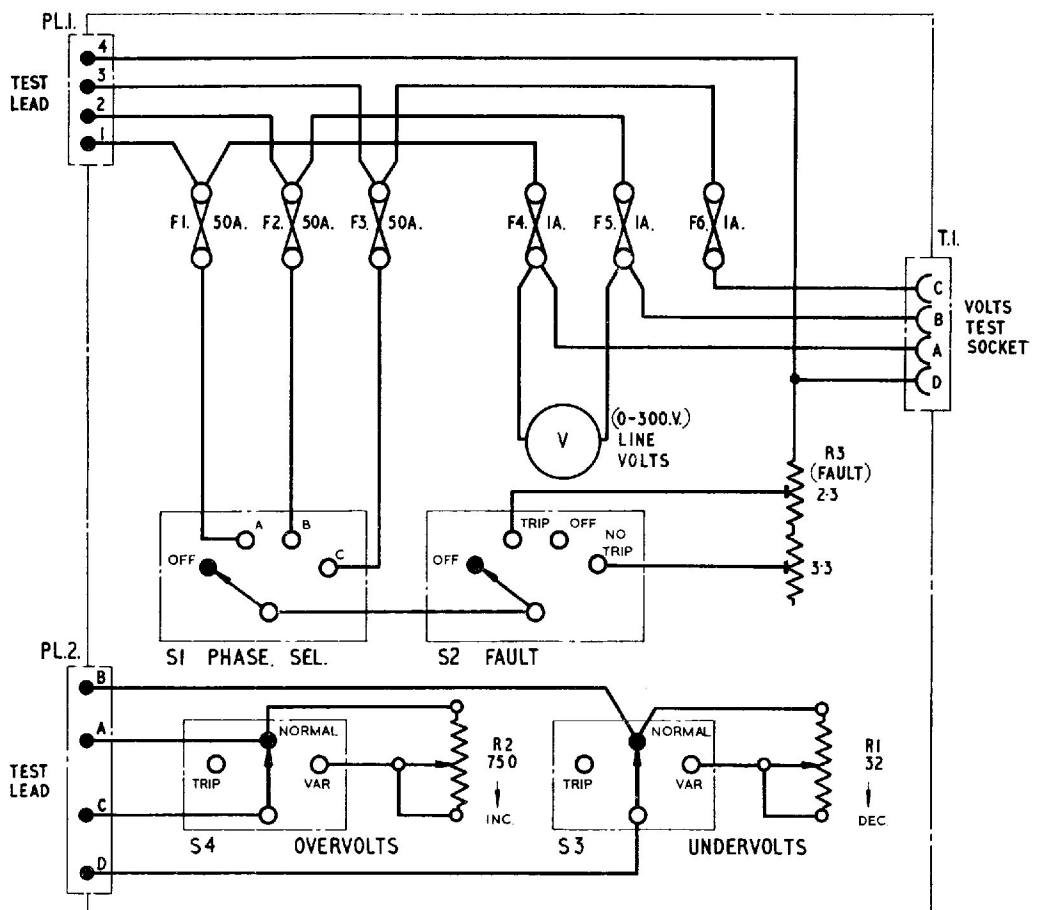 PL.1.
TEST
LEAD
4
3
2
1
F1.
50A.
F2.
50A.
F3.
50A.
F4.
1A.
F5.
1A.
F6.
1A.
T.1.
C
B
A
D
VOLTS
TEST
SOCKET
V
(0-300.V.)
LINE
VOLTS
R3
(FAULT)
2·3
3·3
OFF
A
B
C
S1 PHASE. SEL.
OFF
TRIP
OFF
NO
TRIP
S2 FAULT
PL.2.
TEST
LEAD
B
A
C
D
NORMAL
TRIP
VAR
S4 OVERVOLTS
R2
750
INC.
NORMAL
TRIP
VAR
S3 UNDERVOLTS
R1
32
DEC.